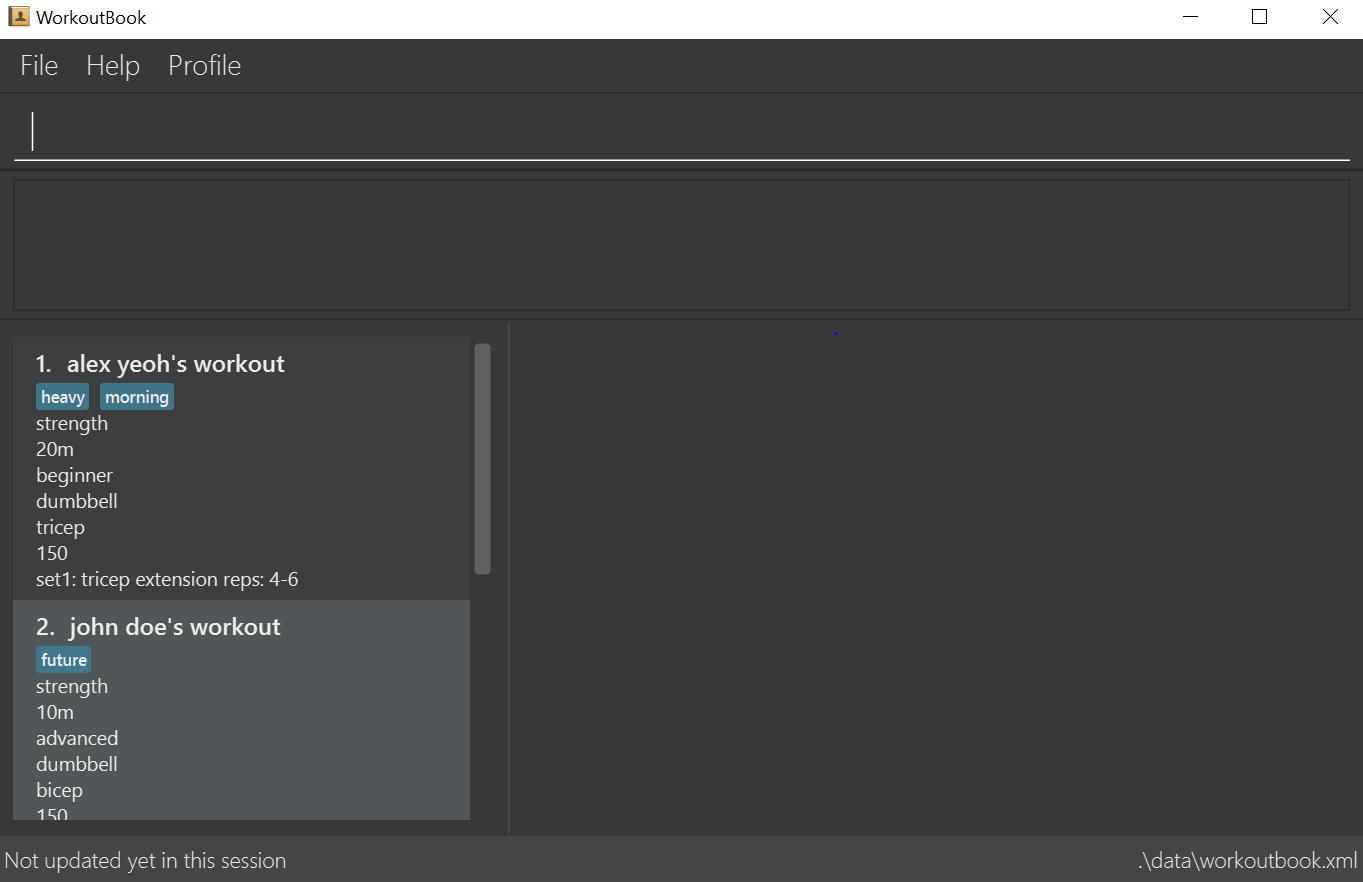 WorkoutBook
File Help Profile
1. alex yeoh's workout
heavy morning
strength
20m
beginner
dumbbell
tricep
150
set1: tricep extension reps: 4-6
2. john doe's workout
future
strength
10m
advanced
dumbbell
bicep
150
Not updated yet in this session
.\data\workoutbook.xml